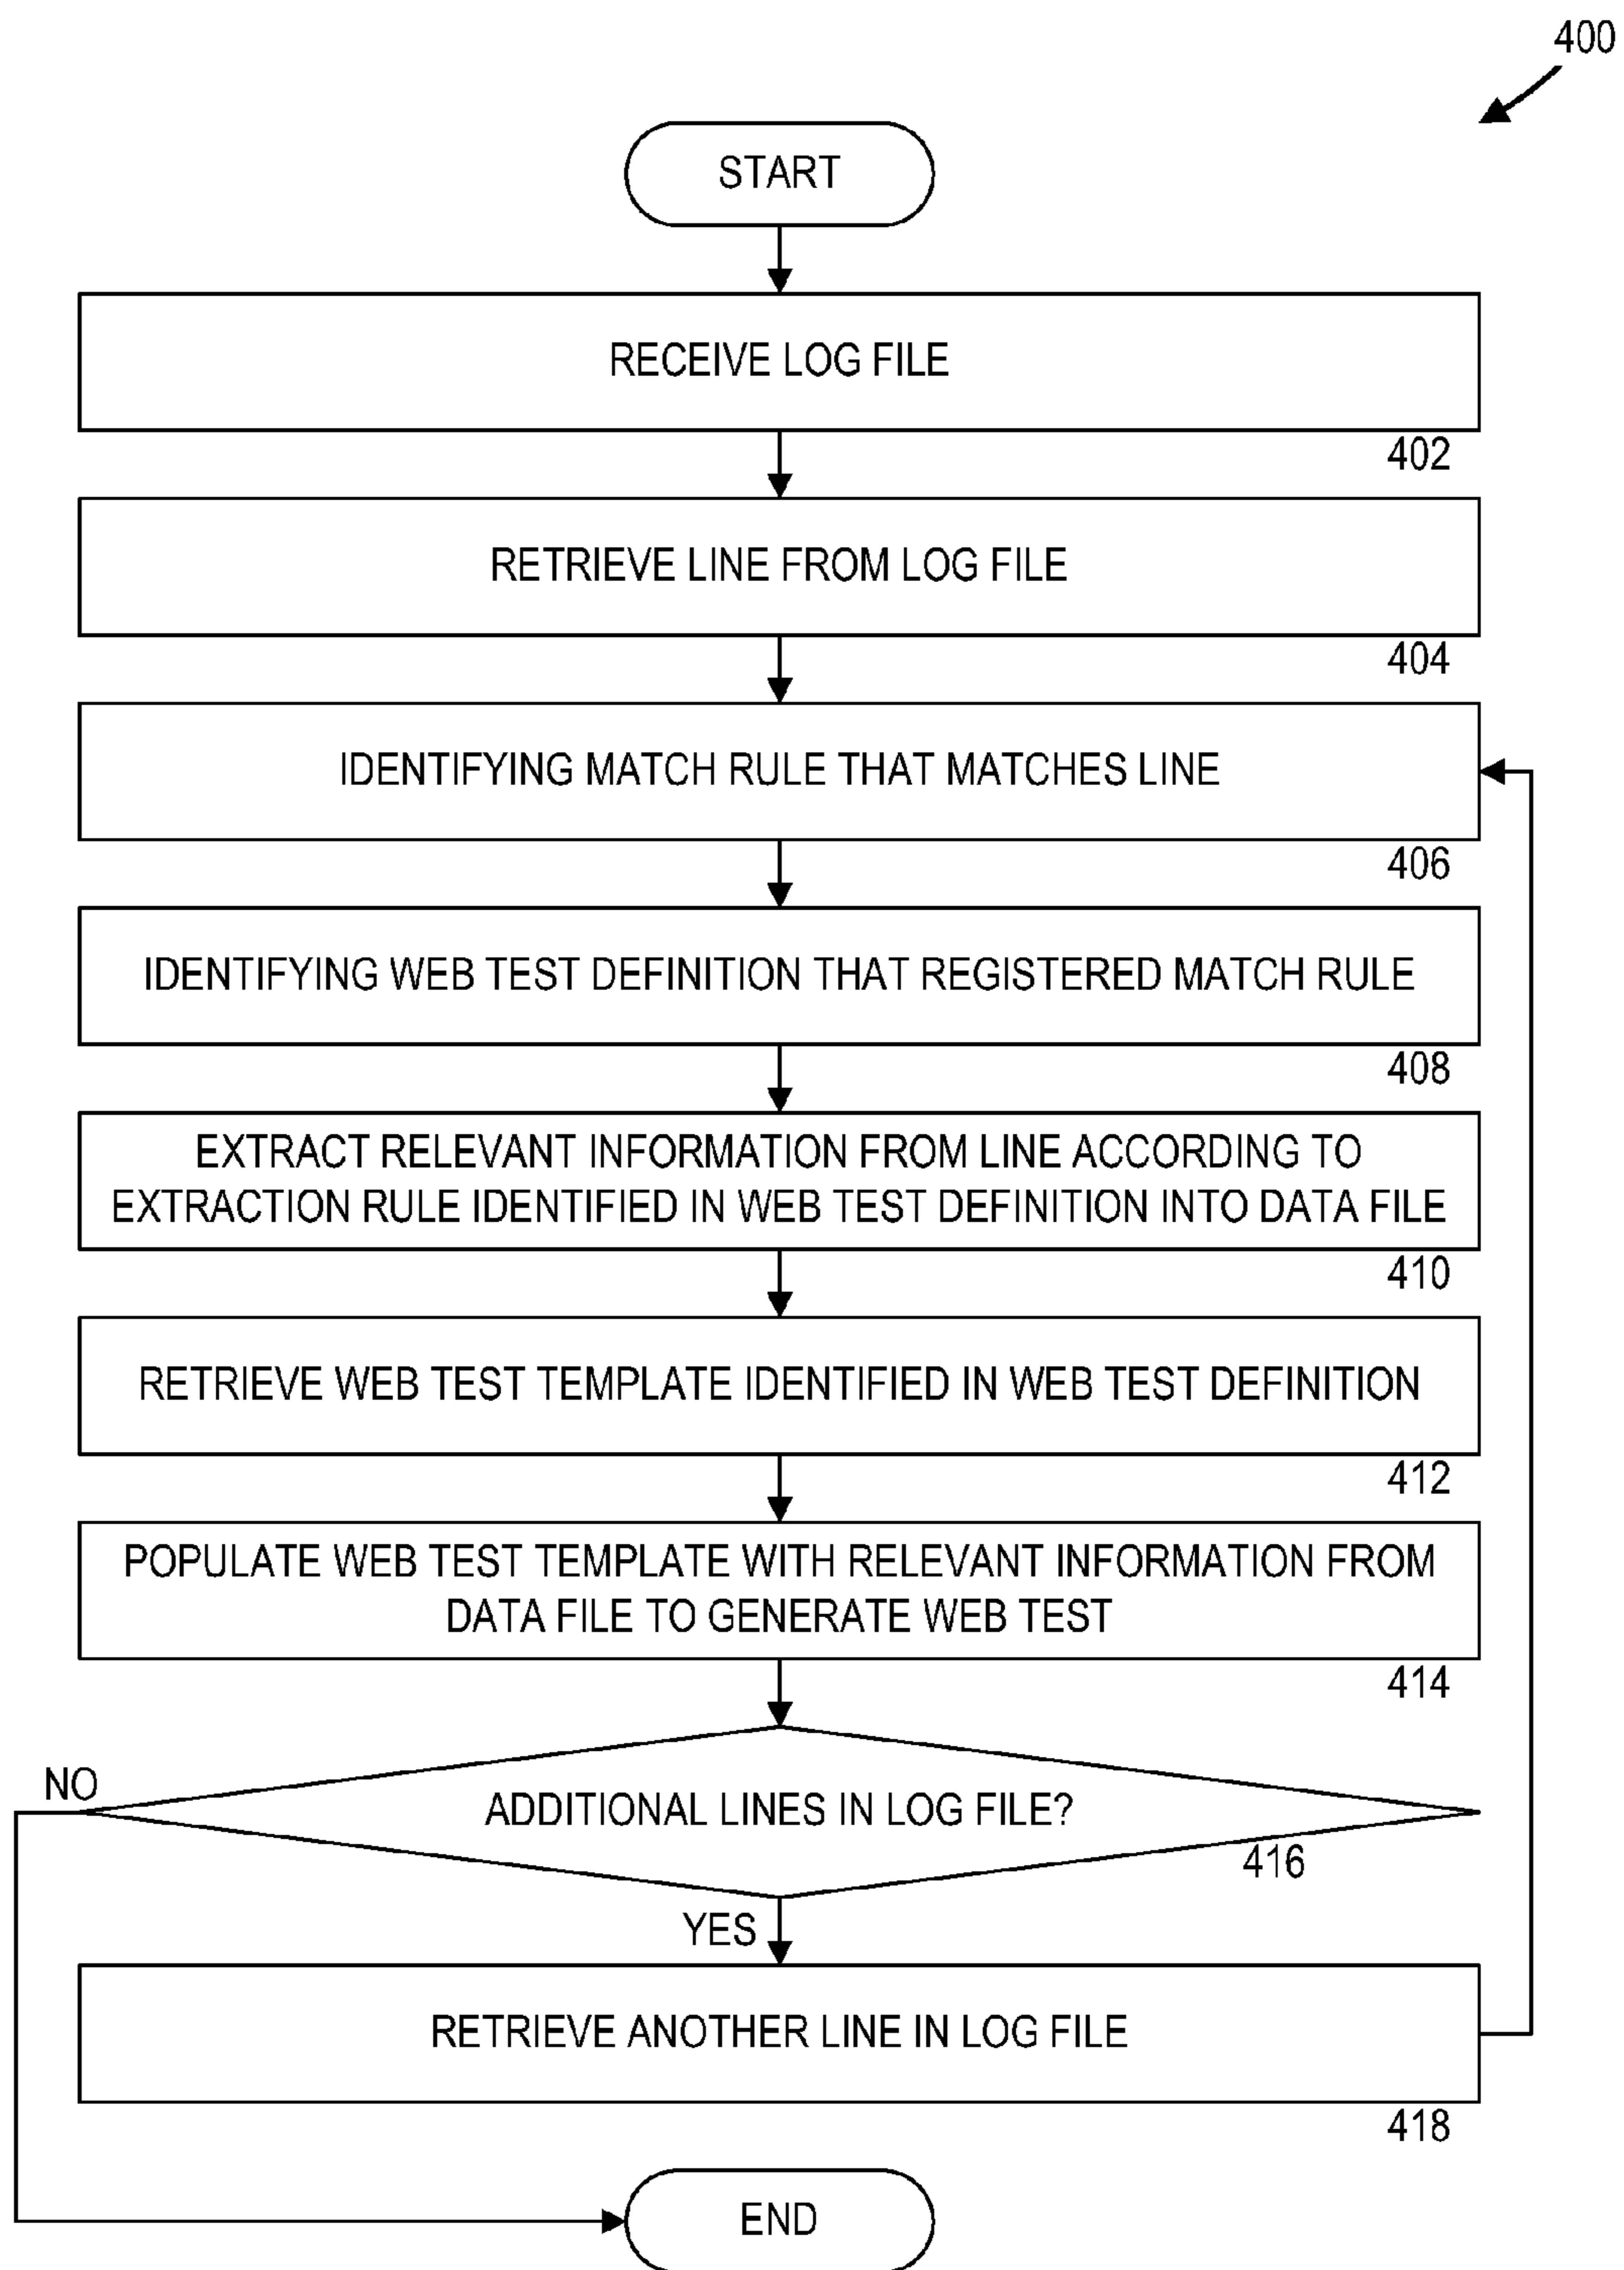 400
START
RECEIVE LOG FILE
402
RETRIEVE LINE FROM LOG FILE
404
IDENTIFYING MATCH RULE THAT MATCHES LINE
406
IDENTIFYING WEB TEST DEFINITION THAT REGISTERED MATCH RULE
408
EXTRACT RELEVANT INFORMATION FROM LINE ACCORDING TO
EXTRACTION RULE IDENTIFIED IN WEB TEST DEFINITION INTO DATA FILE
410
RETRIEVE WEB TEST TEMPLATE IDENTIFIED IN WEB TEST DEFINITION
412
POPULATE WEB TEST TEMPLATE WITH RELEVANT INFORMATION FROM
DATA FILE TO GENERATE WEB TEST
414
NO
ADDITIONAL LINES IN LOG FILE?
416
YES
RETRIEVE ANOTHER LINE IN LOG FILE
418
END